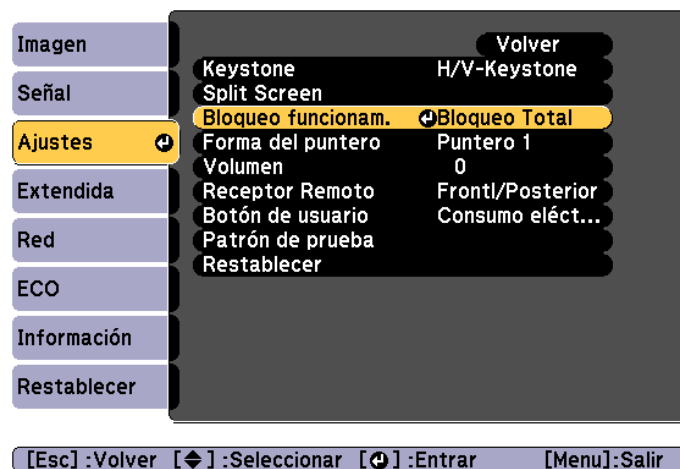 Imagen
Señal
Ajustes
Extendida
Red
ECO
Información
Restablecer
Volver
Keystone H/V-Keystone
Split Screen
Bloqueo funcionam. Bloqueo Total
Forma del puntero Puntero 1
Volumen 0
Receptor Remoto Frontl/Posterior
Botón de usuario Consumo eléct...
Patrón de prueba
Restablecer
[Esc] :Volver [◆] :Seleccionar [↵] :Entrar [Menu]:Salir